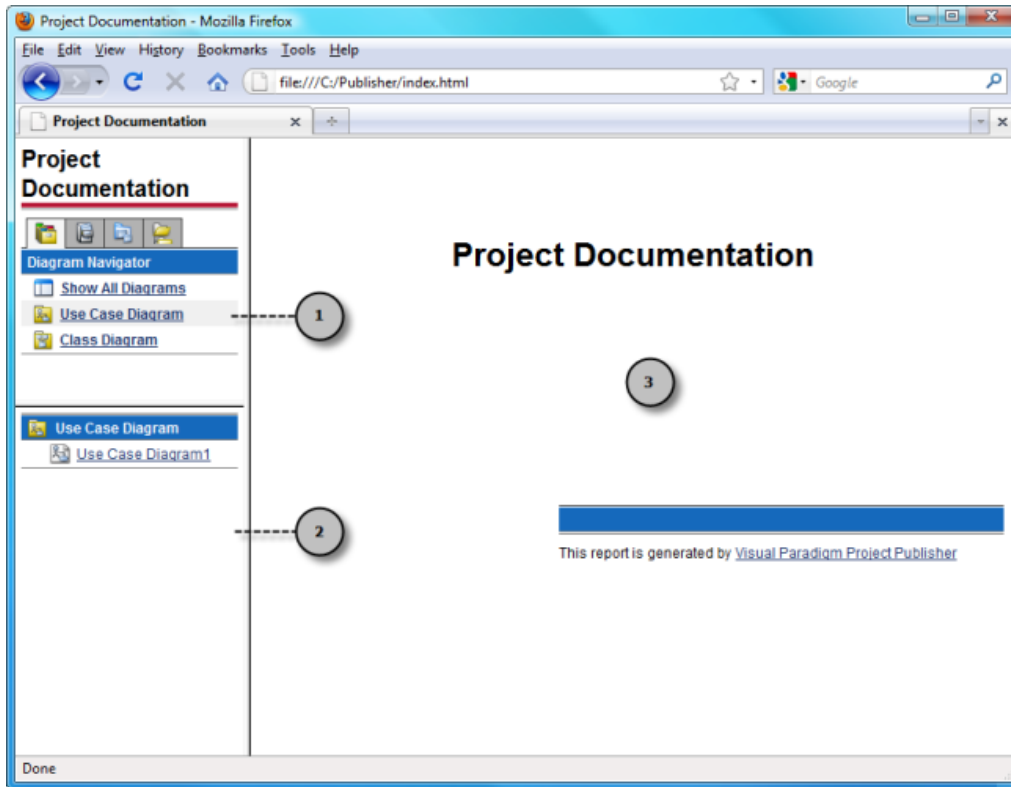 Project Documentation - Mozilla Firefox
File Edit View History Bookmarks Tools Help
file:///C:/Publisher/index.html
Google
Project Documentation
Project
Documentation
Diagram Navigator
Show All Diagrams
Use Case Diagram
Class Diagram
1
Project Documentation
3
Use Case Diagram
Use Case Diagram1
2
This report is generated by Visual Paradigm Project Publisher
Done